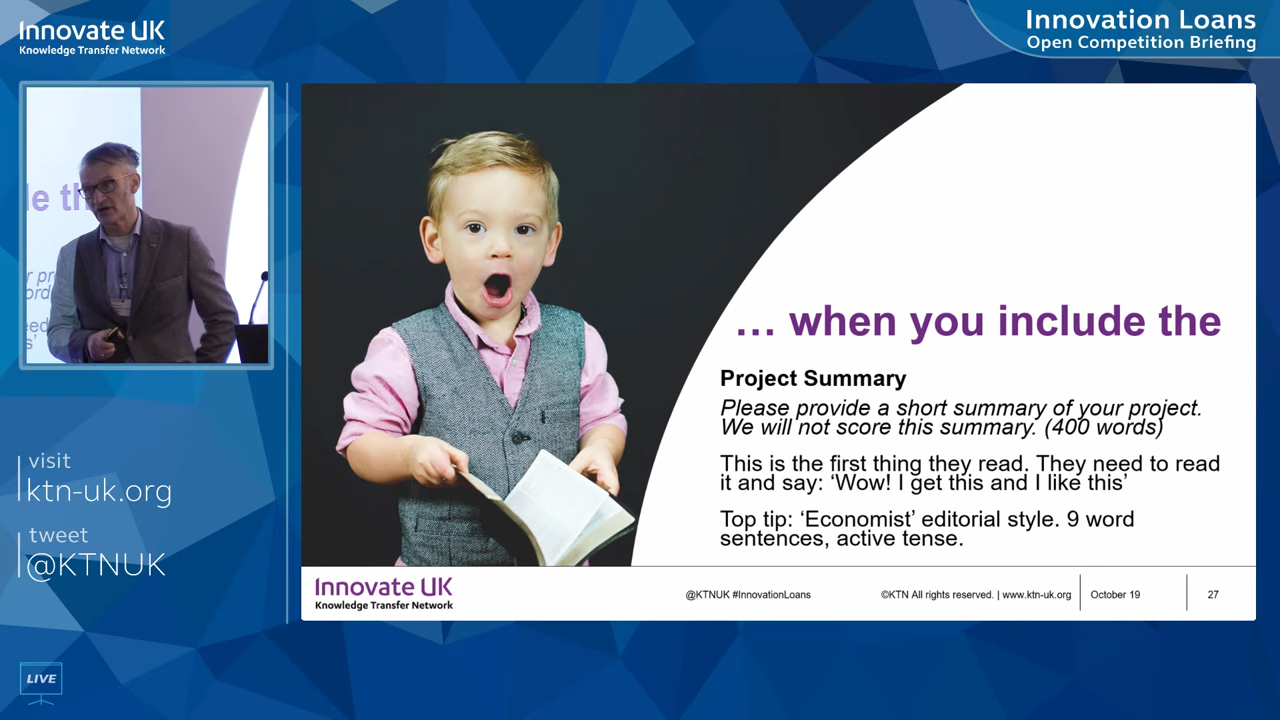 Innovate UK
Knowledge Transfer Network
Innovation Loans
Open Competition Briefing
… when you include the
Project Summary
Please provide a short summary of your project.
We will not score this summary. (400 words)
This is the first thing they read. They need to read
it and say: ‘Wow! I get this and I like this’
Top tip: ‘Economist’ editorial style. 9 word
sentences, active tense.
visit
ktn-uk.org
tweet
@KTNUK
Innovate UK
Knowledge Transfer Network
@KTNUK #InnovationLoans
©KTN All rights reserved. | www.ktn-uk.org
October 19
27
LIVE